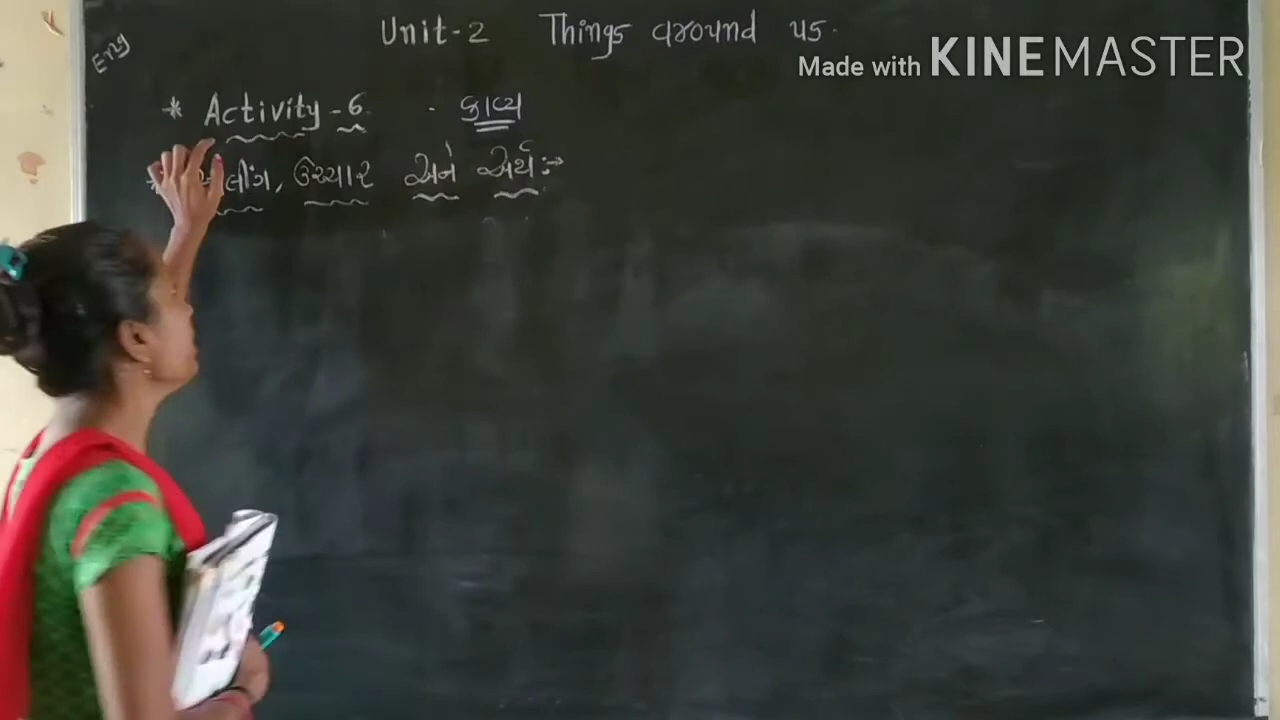 Eng
Unit-2 Things around us.
Made with KINEMASTER
* Activity-6 - કાવ્ય
લીંગ, ઉચ્ચાર અને અર્થ :→